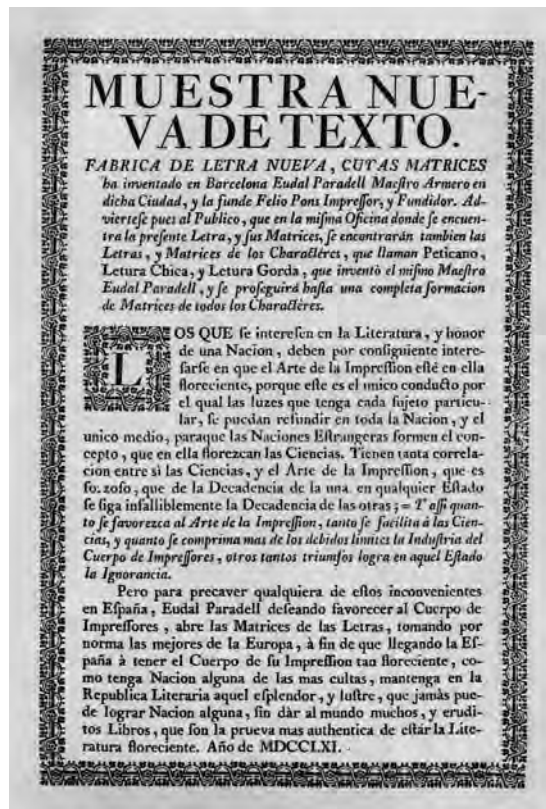 MUESTRA NUE-
VA DE TEXTO.
FABRICA DE LETRA NUEVA, CUYAS MATRICES
ha inventado en Barcelona Eudal Paradell Maeſtro Armero en
dicha Ciudad, y la funde Felio Pons Impreſſor, y Fundidor. Ad-
vierteſe pues al Publico, que en la miſma Oficina donde ſe encuen-
tra la preſente Letra, y ſus Matrices, ſe encontrarán tambien las
Letras, y Matrices de los Charactéres, que llaman Peticano,
Letura Chica, y Letura Gorda, que inventò el miſmo Maeſtro
Eudal Paradell, y ſe proſeguirá haſta una completa formacion
de Matrices de todos los Charactéres.
LOS QUE ſe intereſen en la Literatura, y honor
de una Nacion, deben por conſiguiente intere-
ſarſe en que el Arte de la Impreſſion eſté en ella
floreciente, porque eſte es el unico conducto por
el qual las luzes que tenga cada ſujeto particu-
lar, ſe puedan refundir en toda la Nacion, y el
unico medio, paraque las Naciones Eſtrangeras formen el con-
cepto, que en ella florezcan las Ciencias. Tienen tanta correla-
cion entre sì las Ciencias, y el Arte de la Impreſſion, que es
forzoſo, que de la Decadencia de la una en qualquier Eſtado
ſe ſiga infalliblemente la Decadencia de las otras; = Y aſſi quan-
to ſe favorezca al Arte de la Impreſſion, tanto ſe facilita á las Cien-
cias, y quanto ſe comprima mas de los debidos limites la Induſtria del
Cuerpo de Impreſſores, otros tantos triumfos logra en aquel Eſtado
la Ignorancia.
Pero para precaver qualquiera de eſtos inconvenientes
en Eſpaña, Eudal Paradell deſeando favorecer al Cuerpo de
Impreſſores, abre las Matrices de las Letras, tomando por
norma las mejores de la Europa, à fin de que llegando la Eſ-
paña à tener el Cuerpo de ſu Impreſſion tan floreciente, co-
mo tenga Nacion alguna de las mas cultas, mantenga en la
Republica Literaria aquel eſplendor, y luſtre, que jamàs pue-
de lograr Nacion alguna, ſin dàr al mundo muchos, y erudi-
tos Libros, que ſon la prueva mas authentica de eſtár la Lite-
ratura floreciente. Año de MDCCLXI.